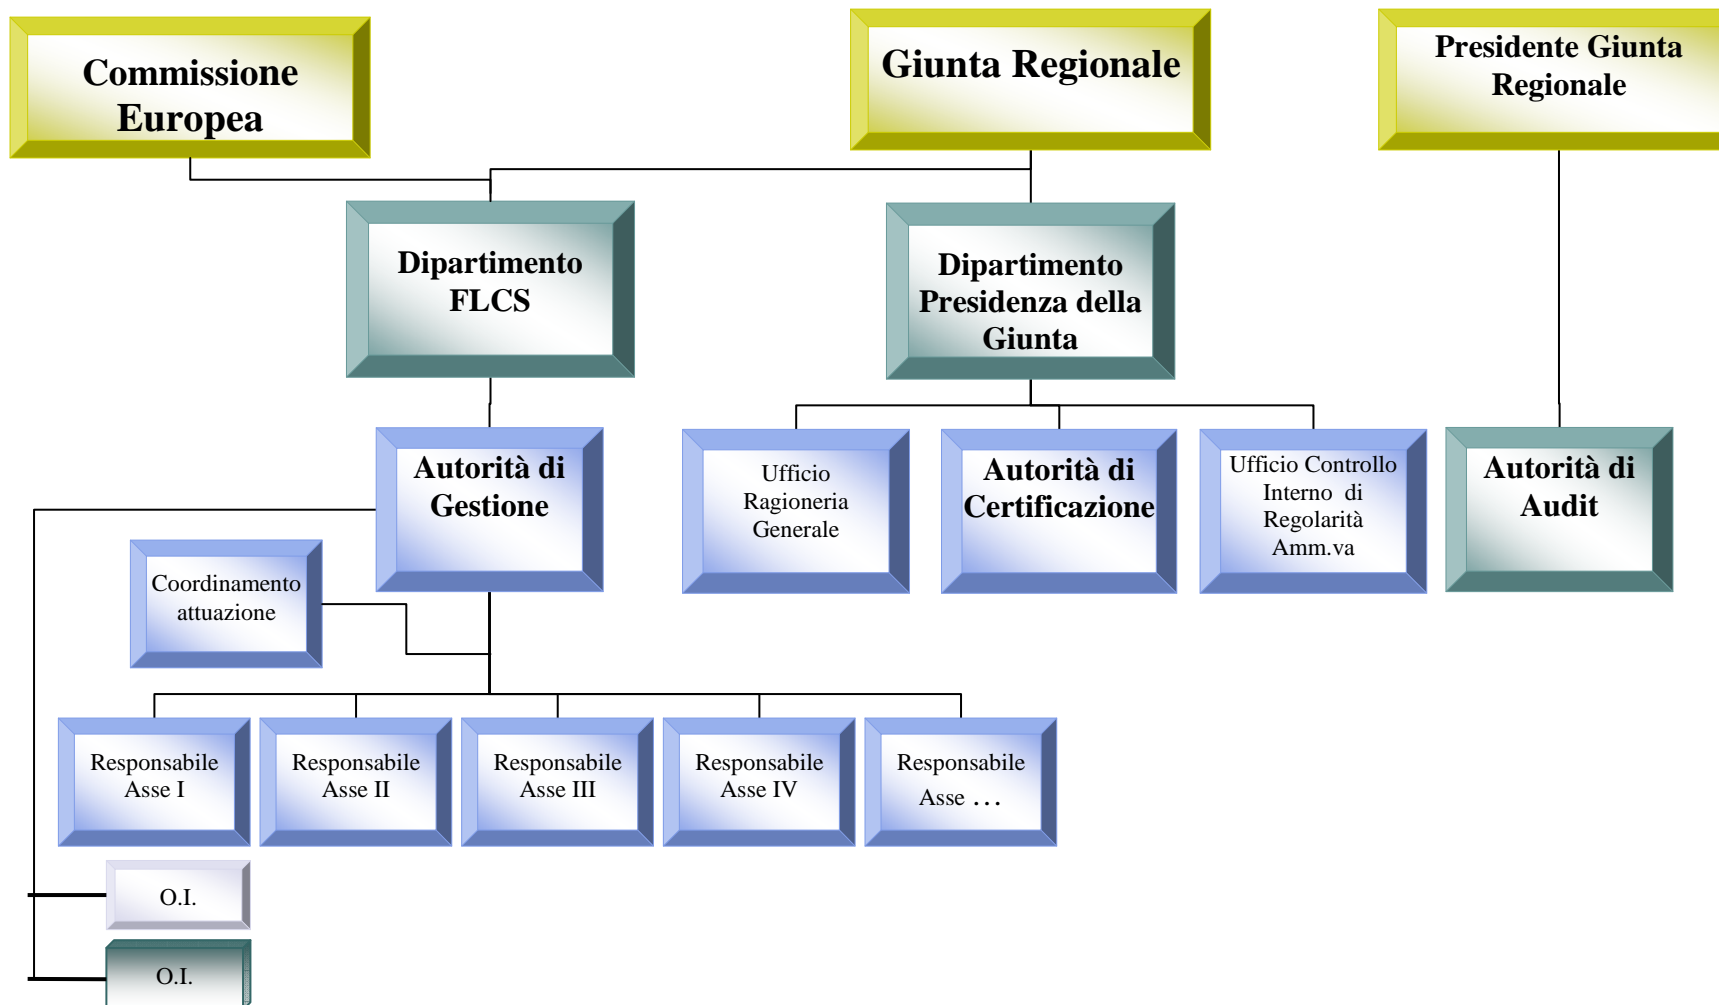 Commissione
Europea
Giunta Regionale
Presidente Giunta
Regionale
Dipartimento
FLCS
Dipartimento
Presidenza della
Giunta
Autorità di
Gestione
Ufficio
Ragioneria
Generale
Autorità di
Certificazione
Ufficio Controllo
Interno di
Regolarità
Amm.va
Autorità di
Audit
Coordinamento
attuazione
Responsabile
Asse I
Responsabile
Asse II
Responsabile
Asse III
Responsabile
Asse IV
Responsabile
Asse …
O.I.
O.I.